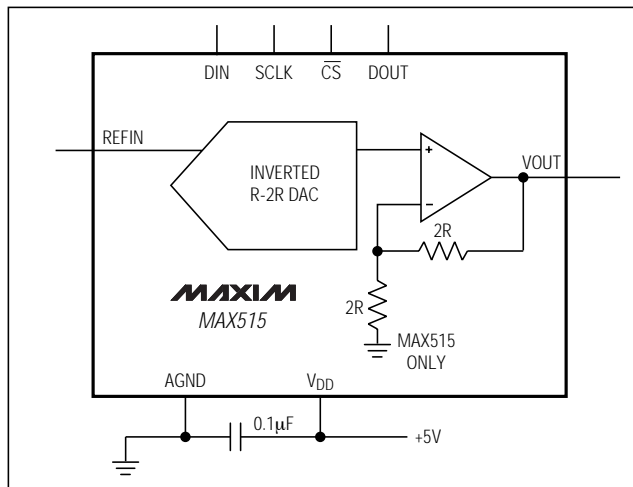 DIN SCLK CS DOUT
REFIN
INVERTED
R-2R DAC
+
−
VOUT
2R
2R
MAXIM
MAX515
MAX515
ONLY
AGND
VDD
0.1µF
+5V